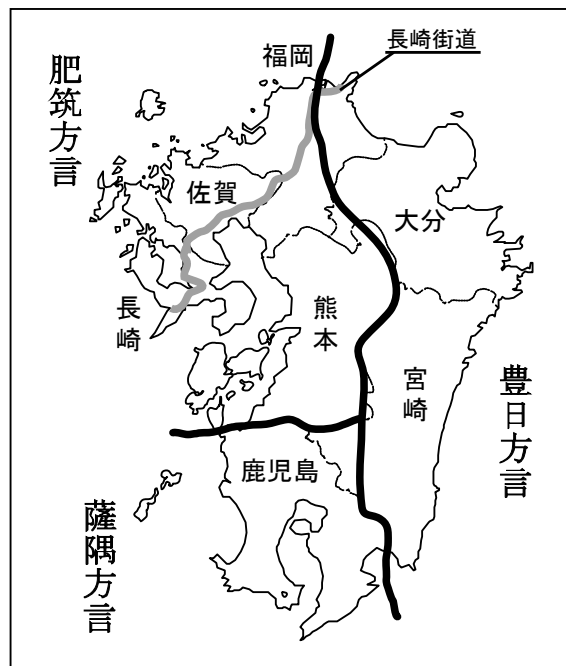 長崎街道
福岡
肥筑方言
佐賀
大分
長崎
熊本
宮崎
豊日方言
鹿児島
薩隅方言